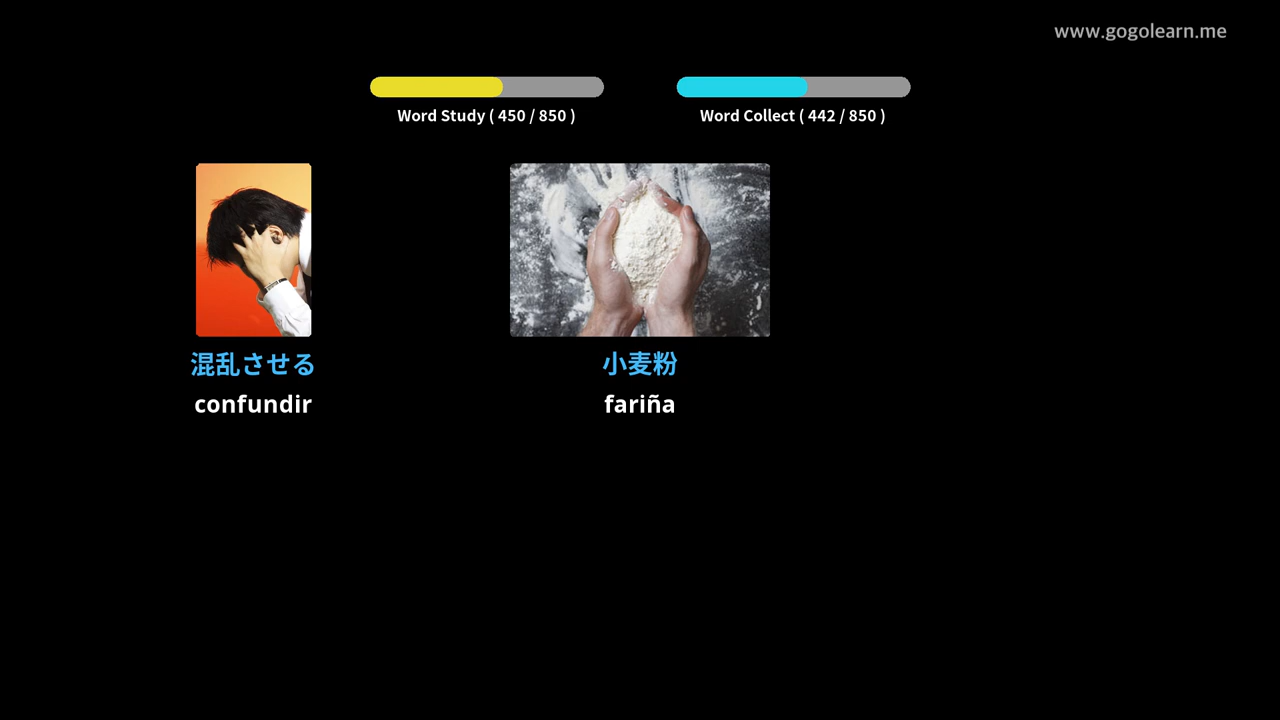 www.gogolearn.me
Word Study ( 450 / 850 )
Word Collect ( 442 / 850 )
混乱させる
confundir
小麦粉
fariña